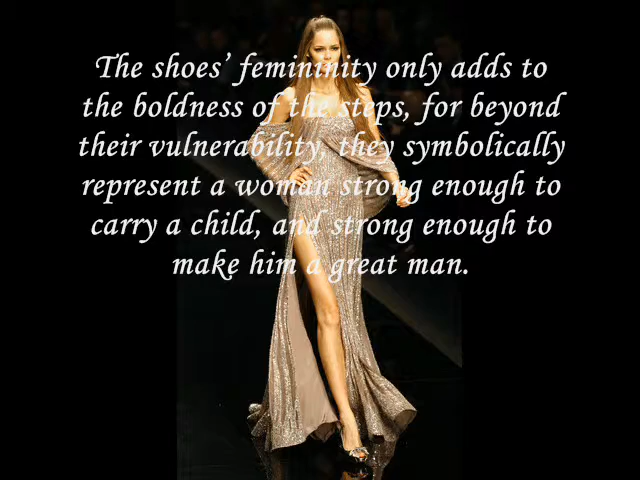 The shoes’ femininity only adds to
the boldness of the steps, for beyond
their vulnerability, they symbolically
represent a woman strong enough to
carry a child, and strong enough to
make him a great man.